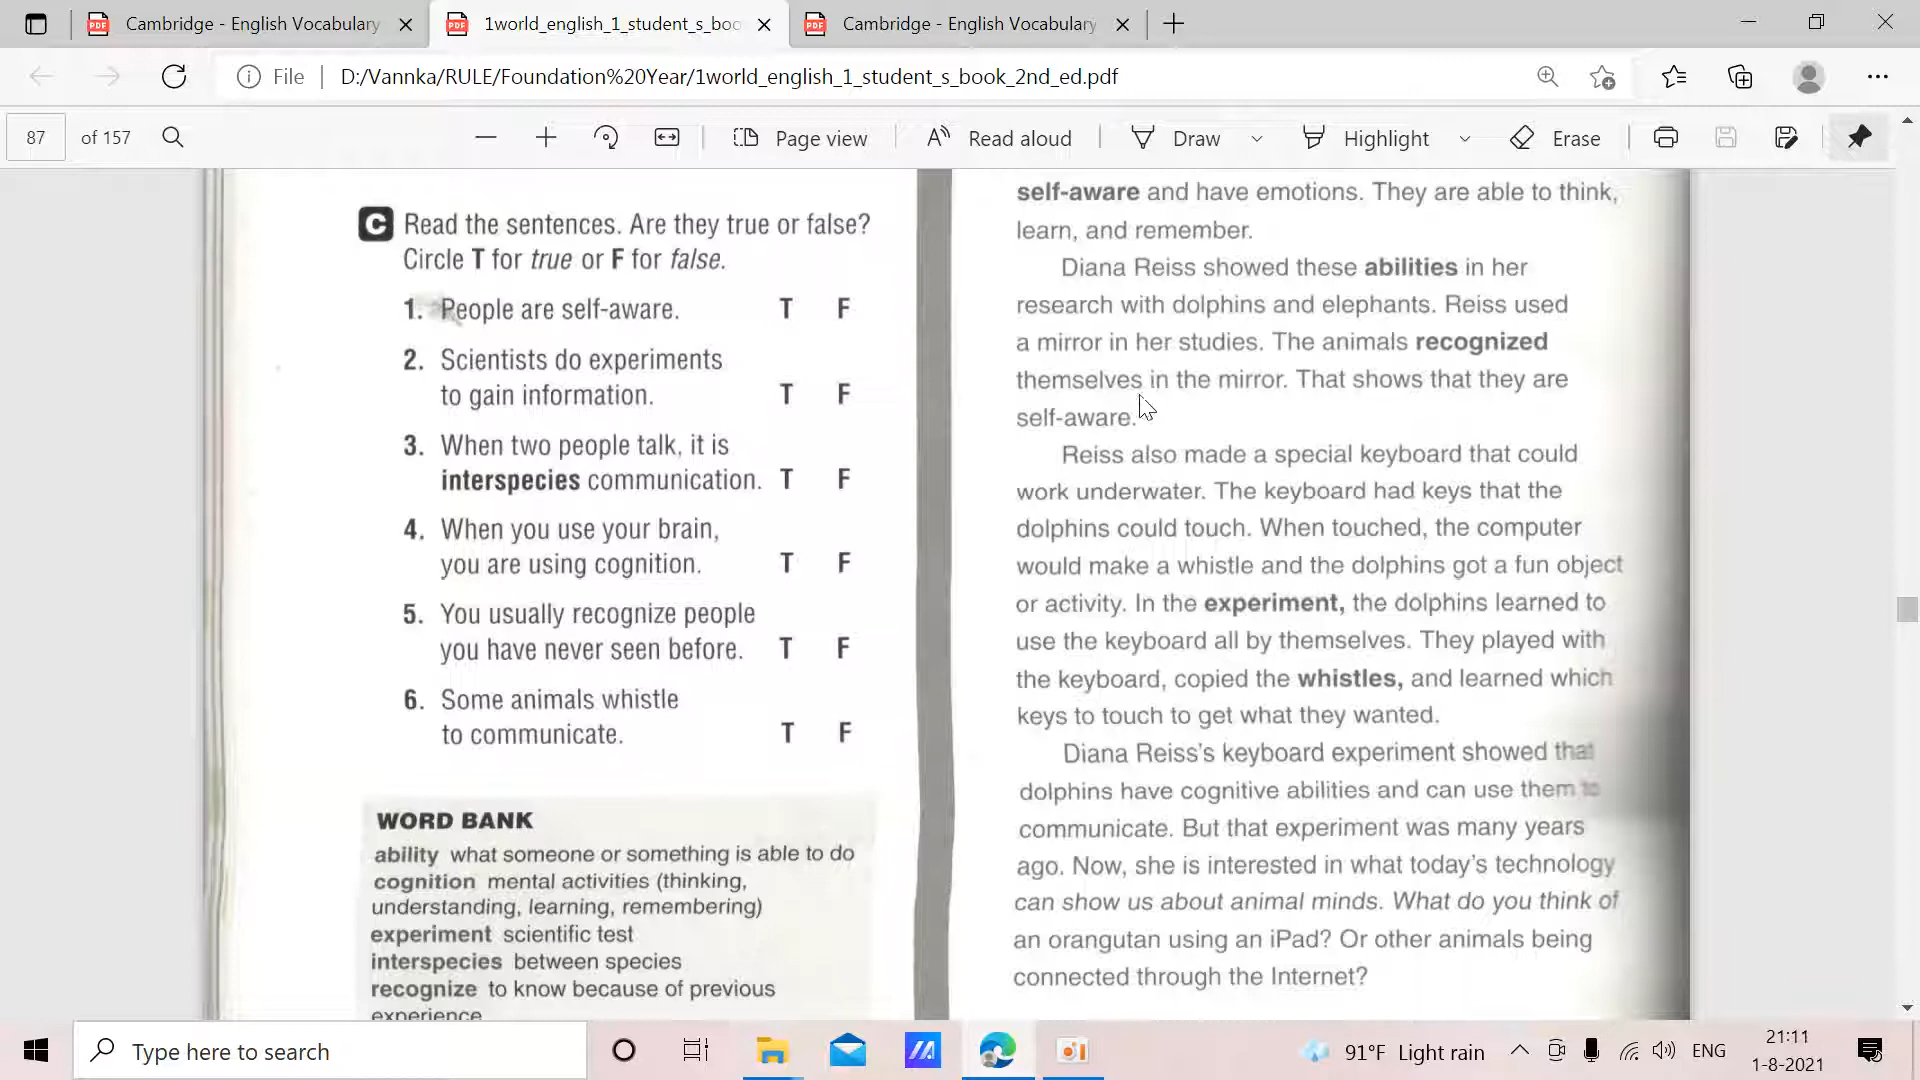 Cambridge - English Vocabulary
1world_english_1_student_s_boo
Cambridge - English Vocabulary
File
D:/Vannka/RULE/Foundation%20Year/1world_english_1_student_s_book_2nd_ed.pdf
87 of 157
Page view
Read aloud
Draw
Highlight
Erase
C Read the sentences. Are they true or false?
Circle T for true or F for false.
1. People are self-aware. T F
2. Scientists do experiments
to gain information. T F
3. When two people talk, it is
interspecies communication. T F
4. When you use your brain,
you are using cognition. T F
5. You usually recognize people
you have never seen before. T F
6. Some animals whistle
to communicate. T F
WORD BANK
ability what someone or something is able to do
cognition mental activities (thinking,
understanding, learning, remembering)
experiment scientific test
interspecies between species
recognize to know because of previous
experience
self-aware and have emotions. They are able to think,
learn, and remember.
Diana Reiss showed these abilities in her
research with dolphins and elephants. Reiss used
a mirror in her studies. The animals recognized
themselves in the mirror. That shows that they are
self-aware.
Reiss also made a special keyboard that could
work underwater. The keyboard had keys that the
dolphins could touch. When touched, the computer
would make a whistle and the dolphins got a fun object
or activity. In the experiment, the dolphins learned to
use the keyboard all by themselves. They played with
the keyboard, copied the whistles, and learned which
keys to touch to get what they wanted.
Diana Reiss's keyboard experiment showed that
dolphins have cognitive abilities and can use them to
communicate. But that experiment was many years
ago. Now, she is interested in what today's technology
can show us about animal minds. What do you think of
an orangutan using an iPad? Or other animals being
connected through the Internet?
Type here to search
91°F Light rain
ENG
21:11
1-8-2021